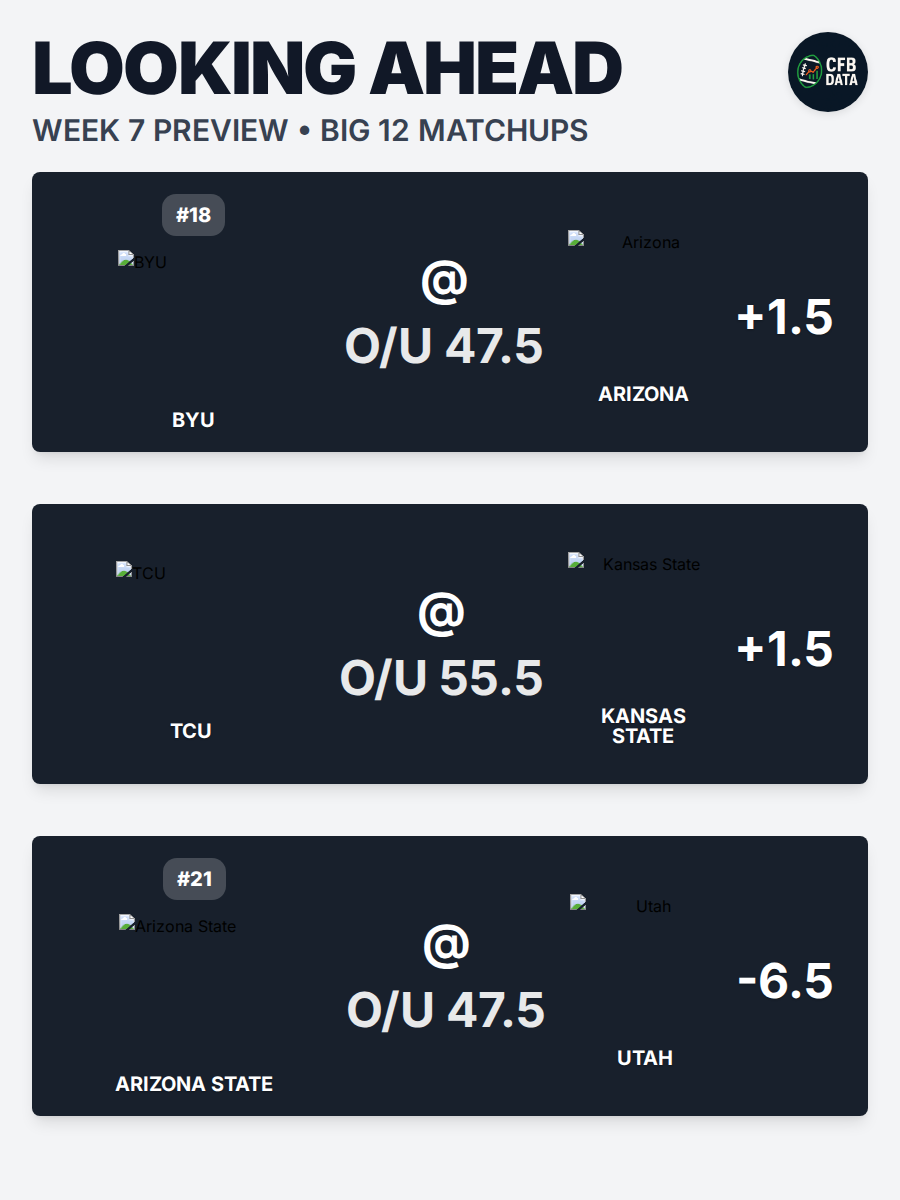 LOOKING AHEAD
WEEK 7 PREVIEW • BIG 12 MATCHUPS
CFB
DATA
#18
BYU
BYU
@
O/U 47.5
Arizona
ARIZONA
+1.5
TCU
TCU
@
O/U 55.5
Kansas State
KANSAS
STATE
+1.5
#21
Arizona State
ARIZONA STATE
@
O/U 47.5
Utah
UTAH
-6.5